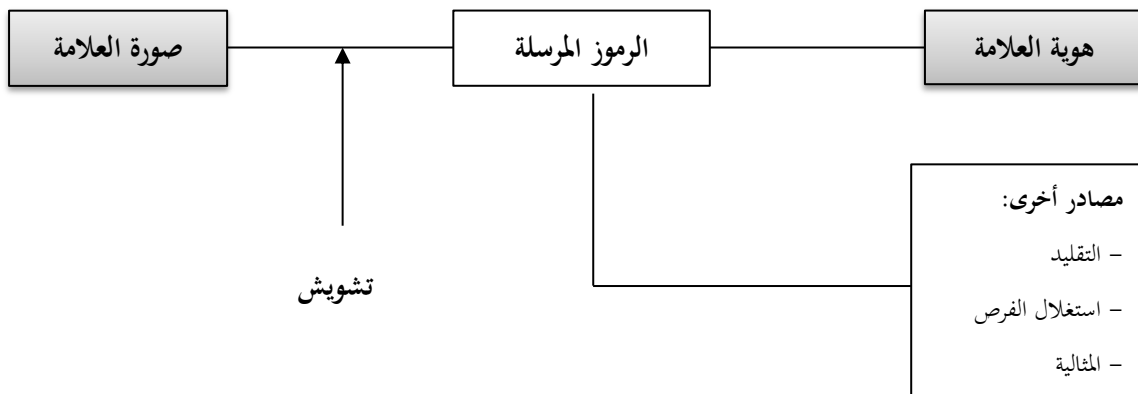 هوية العلامة
الرموز المرسلة
صورة العلامة
مصادر أخرى:
– التقليد
– استغلال الفرص
– المثالية
تشويش